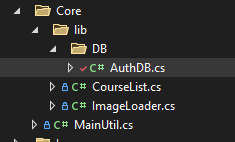 Core
lib
DB
C# AuthDB.cs
C# CourseList.cs
C# ImageLoader.cs
C# MainUtil.cs